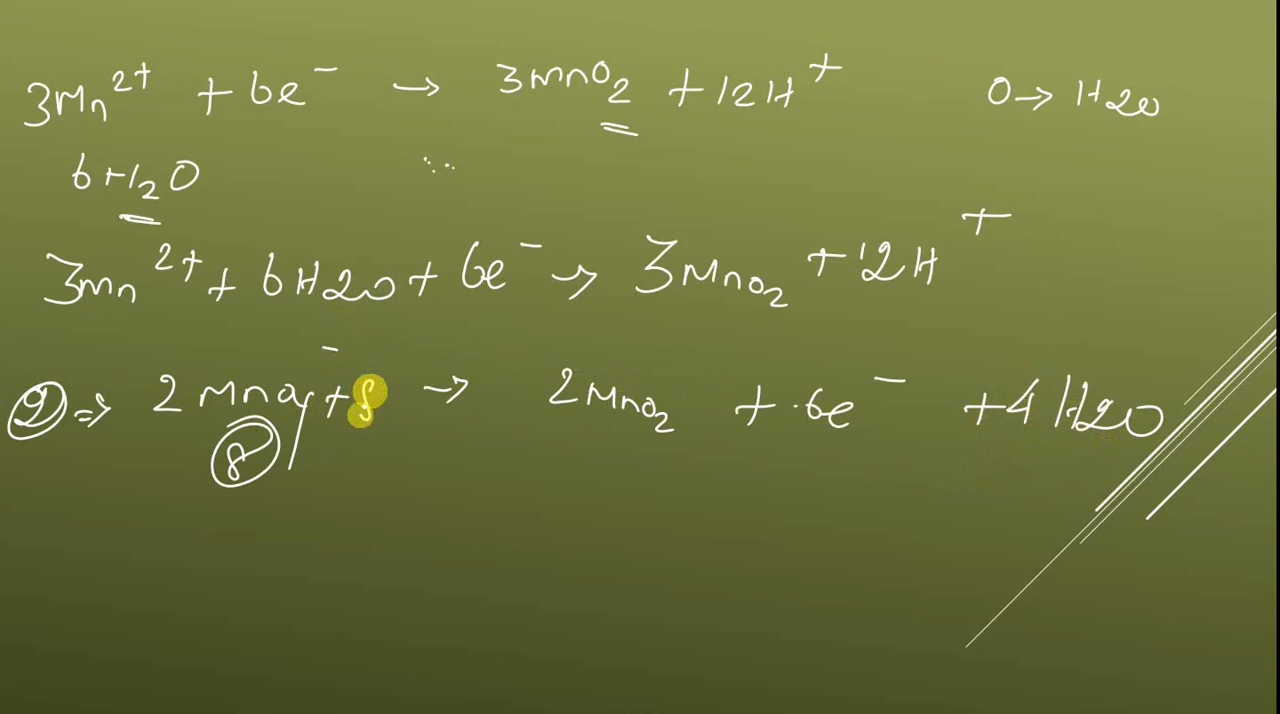 3Mn²⁺ + 6e⁻ → 3MnO₂ + 12H⁺ O → H₂O
6H₂O
3Mn²⁺ + 6H₂O + 6e⁻ → 3MnO₂ + 12H⁺
② ⇒ 2MnO₄⁻ + 8 → 2MnO₂ + 6e⁻ + 4H₂O
8